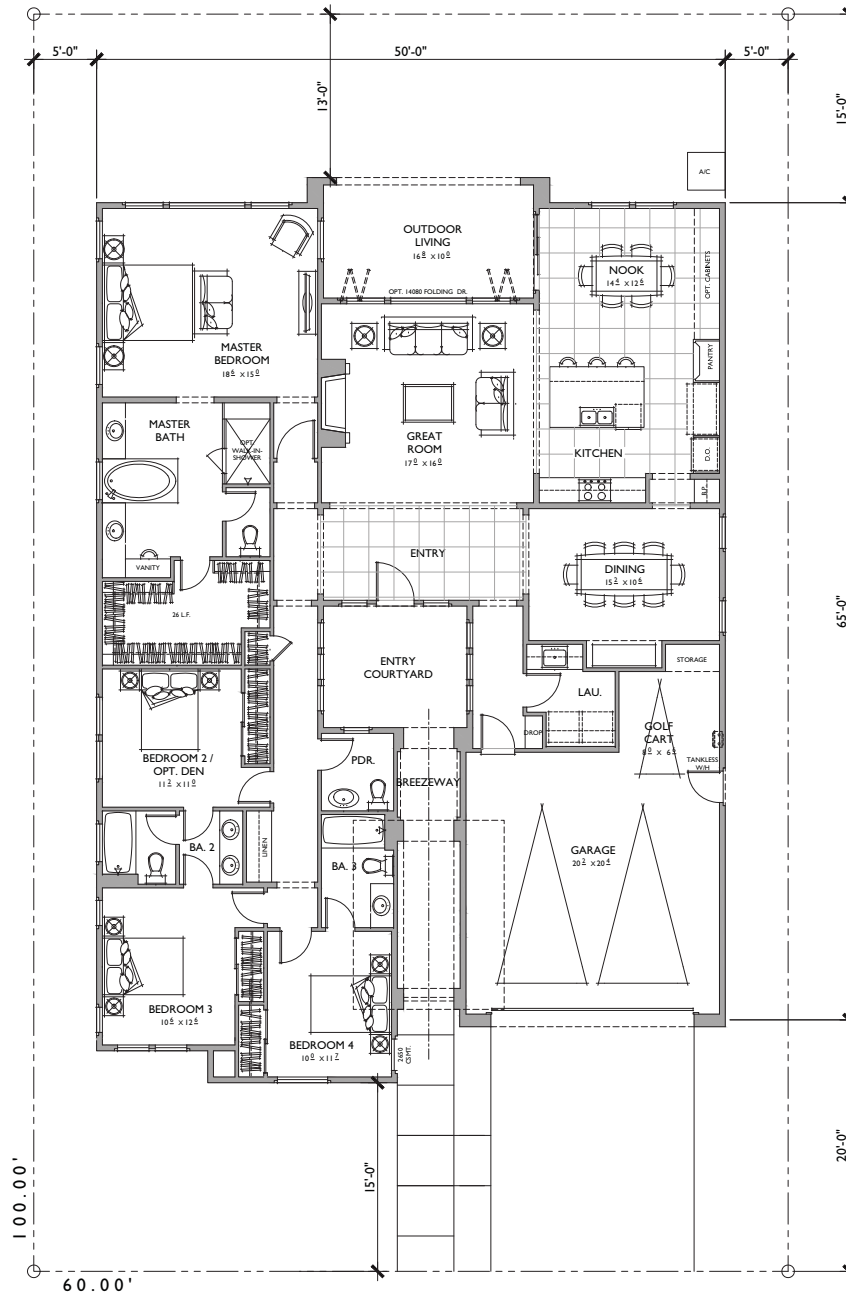 5'-0"
50'-0"
5'-0"
13'-0"
15'-0"
A/C
OUTDOOR
LIVING
16⁸ X 10⁰
OPT. 14080 FOLDING DR.
NOOK
14⁴ X 12⁶
OPT. CABINETS
MASTER
BEDROOM
18⁶ X 15⁰
PANTRY
MASTER
BATH
OPT.
WALK-IN-
SHOWER
GREAT
ROOM
17⁰ X 16⁰
KITCHEN
D.O.
B.P.
VANITY
ENTRY
DINING
15² X 10⁶
26 L.F.
65'-0"
ENTRY
COURTYARD
STORAGE
LAU.
DROP
GOLF
CART
TANKLESS
W/H
BEDROOM 2 /
OPT. DEN
11² X 11⁰
PDR.
BREEZEWAY
BA. 2
LINEN
BA. 3
GARAGE
20² X 20⁴
BEDROOM 3
10⁶ X 12⁶
BEDROOM 4
10⁰ X 11⁷
2650
CSMT.
15'-0"
20'-0"
100.00'
60.00'